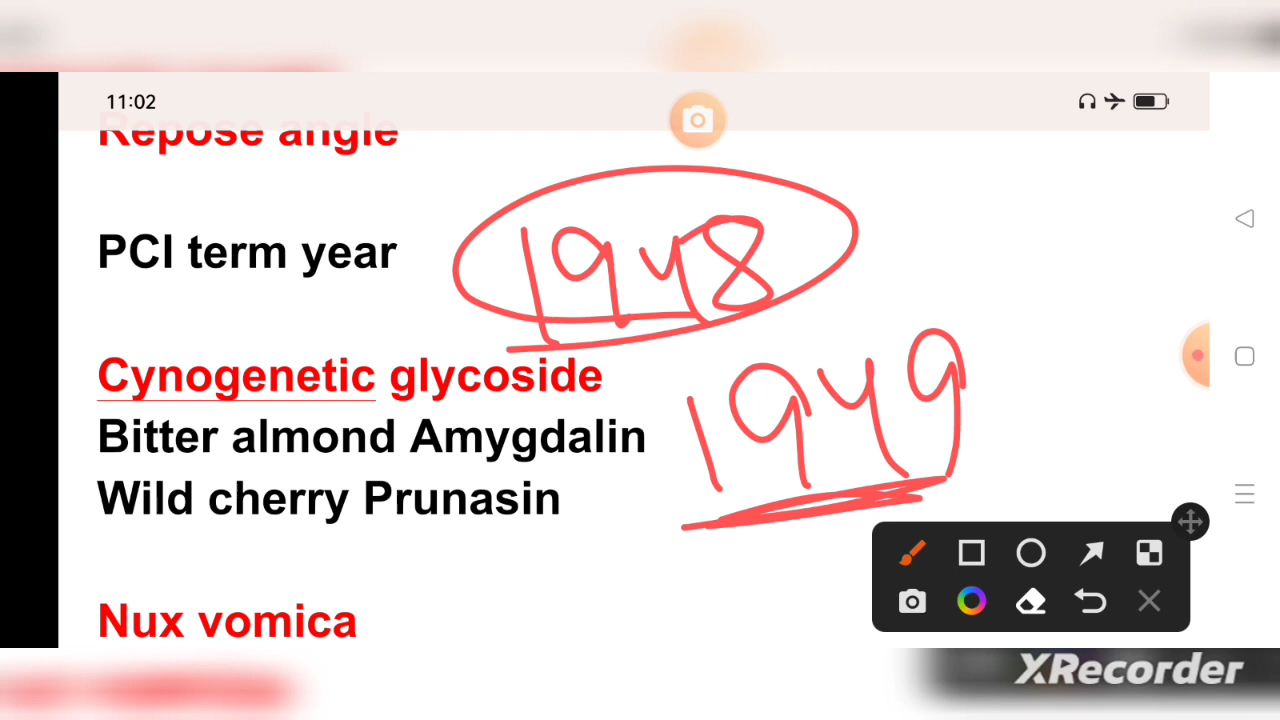 11:02
Repose angle
PCI term year 1948
Cynogenetic glycoside
Bitter almond Amygdalin 1949
Wild cherry Prunasin
Nux vomica
XRecorder